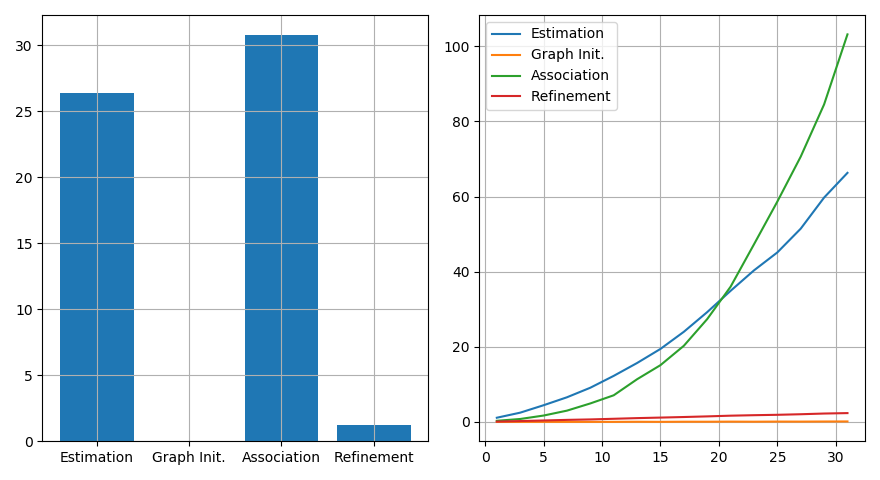 30
25
20
15
10
5
0
Estimation Graph Init. Association Refinement
Estimation
Graph Init.
Association
Refinement
100
80
60
40
20
0
0 5 10 15 20 25 30